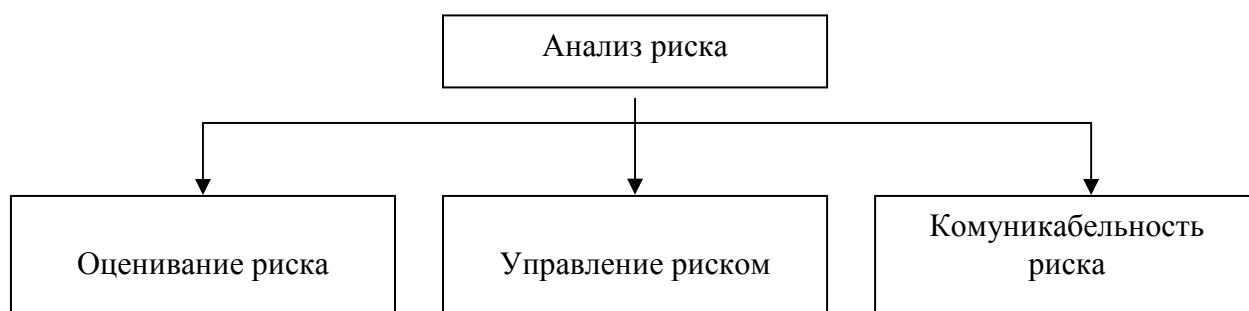 Анализ риска
Оценивание риска
Управление риском
Комуникабельность
риска